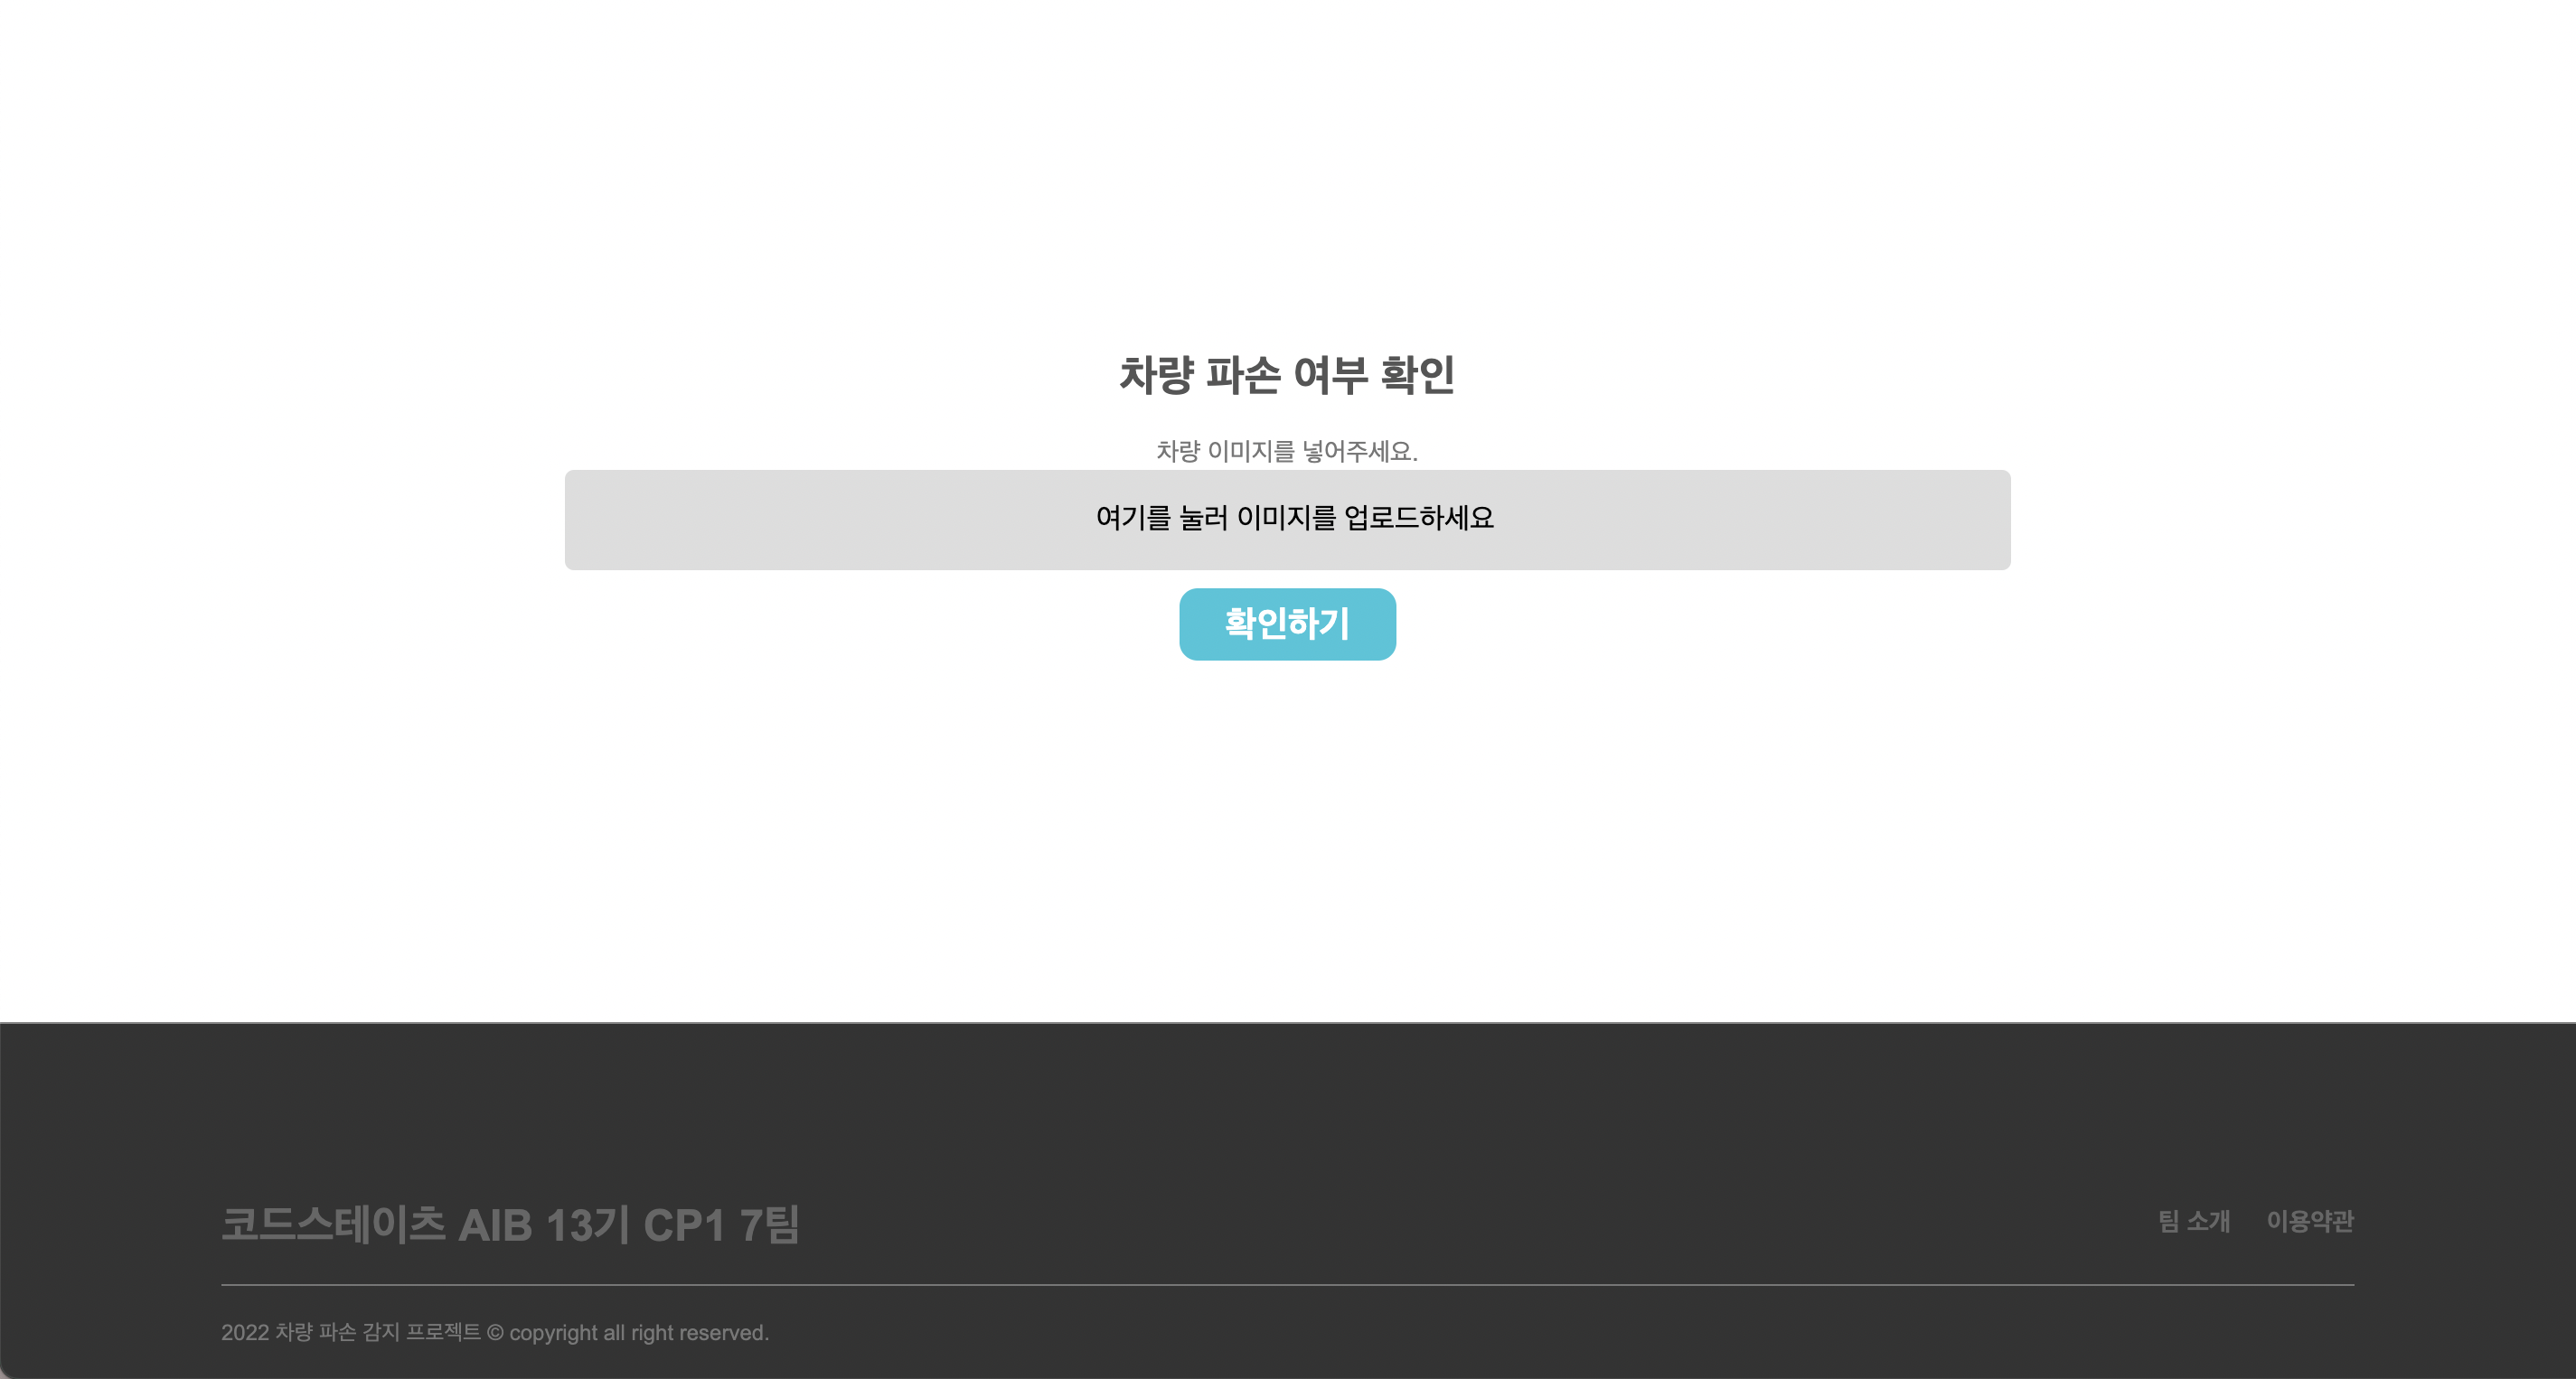 차량 파손 여부 확인
차량 이미지를 넣어주세요.
여기를 눌러 이미지를 업로드하세요
확인하기
코드스테이츠 AIB 13기 CP1 7팀
팀 소개 이용약관
2022 차량 파손 감지 프로젝트 © copyright all right reserved.